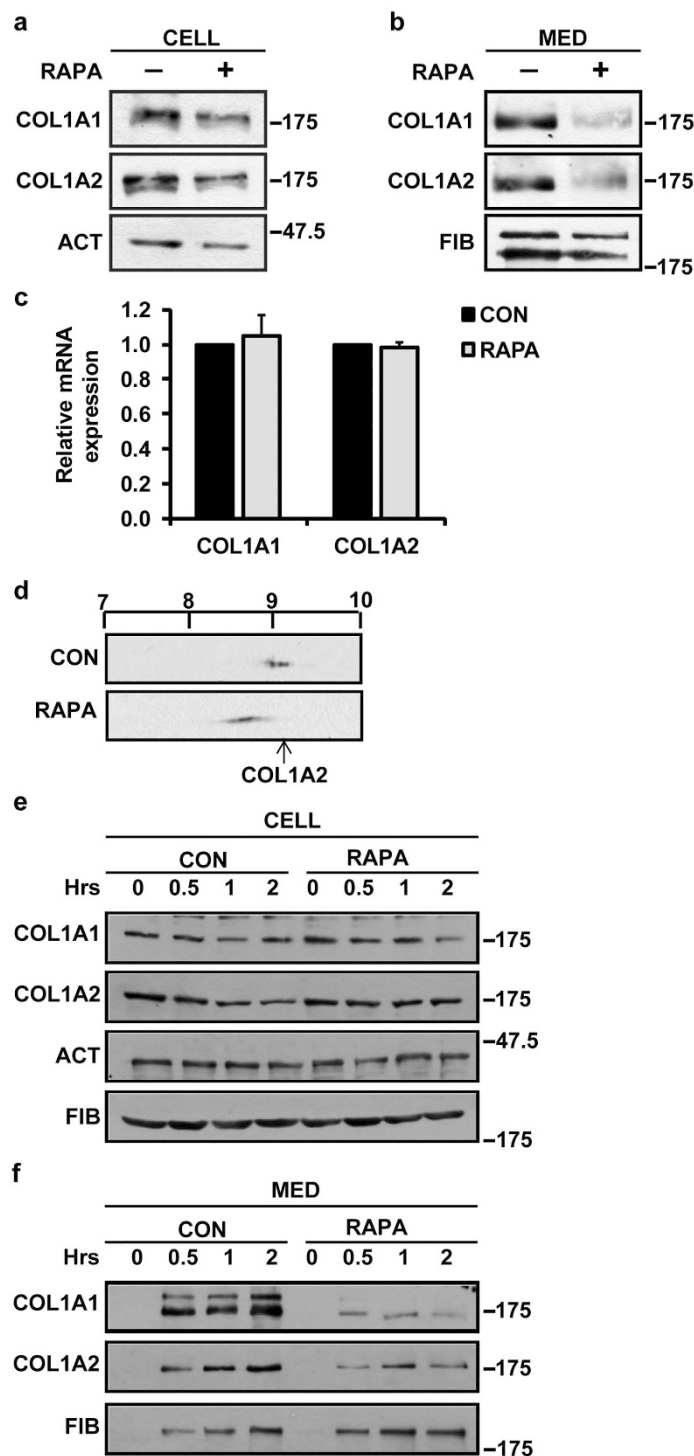 a b
CELL MED
RAPA – + RAPA – +
COL1A1 –175 COL1A1 –175
COL1A2 –175 COL1A2 –175
ACT –47.5 FIB –175
c
1.2
1.0
0.8
0.6
0.4
0.2
0.0
Relative mRNA
expression
CON
RAPA
COL1A1 COL1A2
d
7 8 9 10
CON
RAPA
COL1A2
e
CELL
CON RAPA
Hrs 0 0.5 1 2 0 0.5 1 2
COL1A1 –175
COL1A2 –175
ACT –47.5
FIB –175
f
MED
CON RAPA
Hrs 0 0.5 1 2 0 0.5 1 2
COL1A1 –175
COL1A2 –175
FIB –175